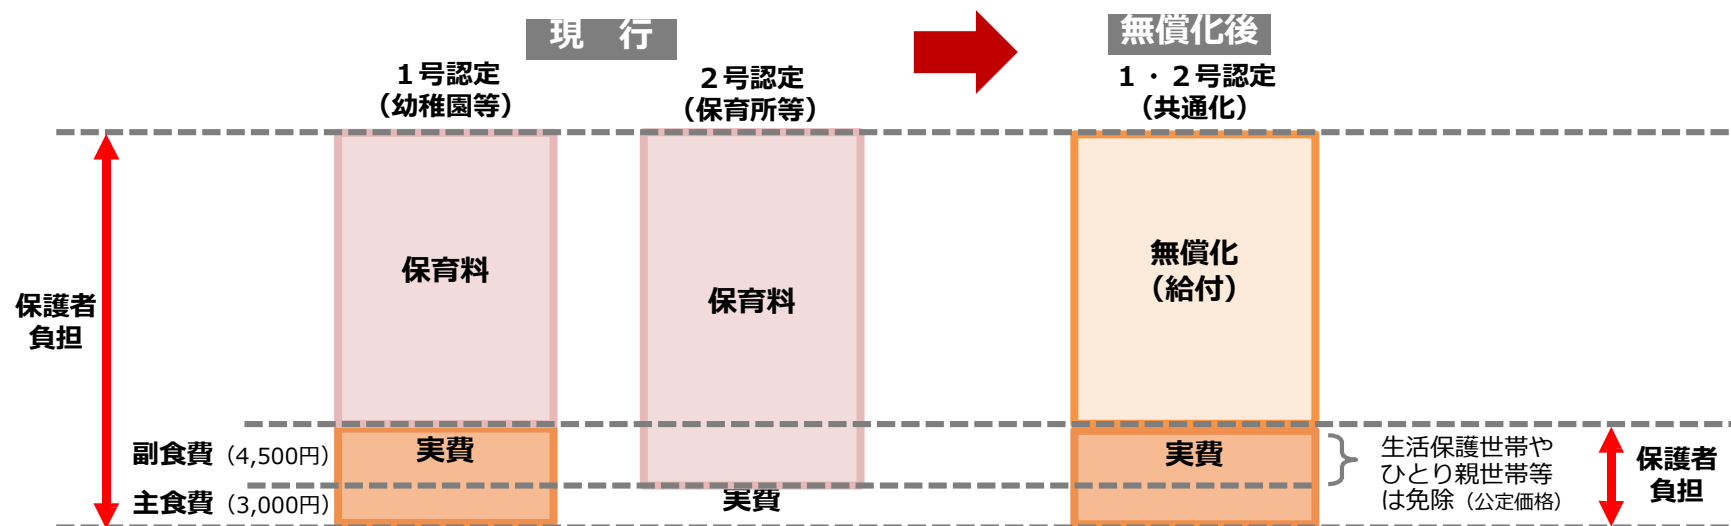 現　行
無償化後
１号認定
（幼稚園等）
２号認定
（保育所等）
１・２号認定
（共通化）
保護者
負担
保育料
保育料
無償化
（給付）
副食費（4,500円）
実費
実費
生活保護世帯や
ひとり親世帯等
は免除（公定価格）
保護者
負担
主食費（3,000円）
実費